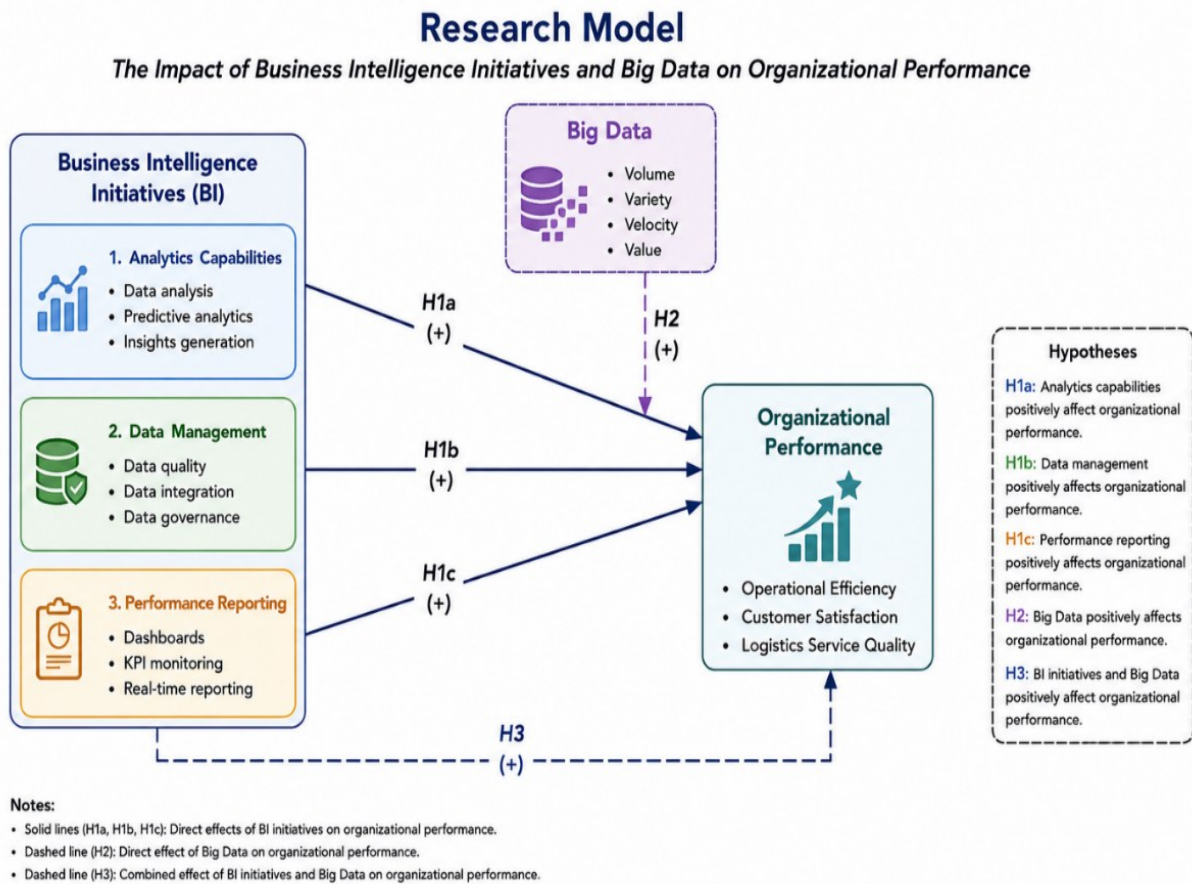 Research Model
The Impact of Business Intelligence Initiatives and Big Data on Organizational Performance
Business Intelligence
Initiatives (BI)
1. Analytics Capabilities
• Data analysis
• Predictive analytics
• Insights generation
2. Data Management
• Data quality
• Data integration
• Data governance
3. Performance Reporting
• Dashboards
• KPI monitoring
• Real-time reporting
Big Data
• Volume
• Variety
• Velocity
• Value
H1a
(+)
H2
(+)
H1b
(+)
H1c
(+)
H3
(+)
Organizational
Performance
• Operational Efficiency
• Customer Satisfaction
• Logistics Service Quality
Hypotheses
H1a: Analytics capabilities
positively affect organizational
performance.
H1b: Data management
positively affects organizational
performance.
H1c: Performance reporting
positively affects organizational
performance.
H2: Big Data positively affects
organizational performance.
H3: BI initiatives and Big Data
positively affect organizational
performance.
Notes:
• Solid lines (H1a, H1b, H1c): Direct effects of BI initiatives on organizational performance.
• Dashed line (H2): Direct effect of Big Data on organizational performance.
• Dashed line (H3): Combined effect of BI initiatives and Big Data on organizational performance.